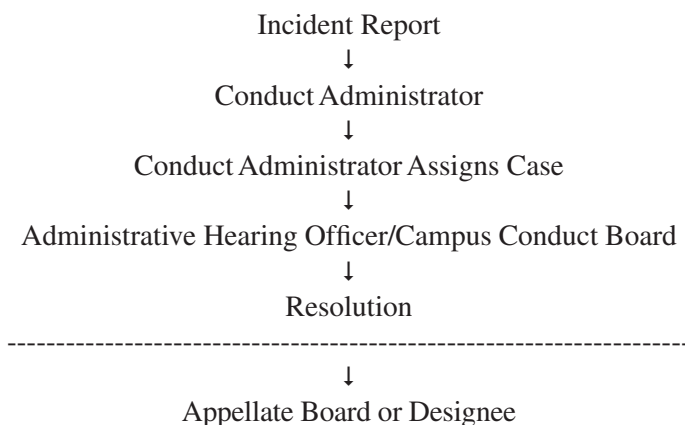 Incident Report
↓
Conduct Administrator
↓
Conduct Administrator Assigns Case
↓
Administrative Hearing Officer/Campus Conduct Board
↓
Resolution
--------------------------------------------------------------------
↓
Appellate Board or Designee